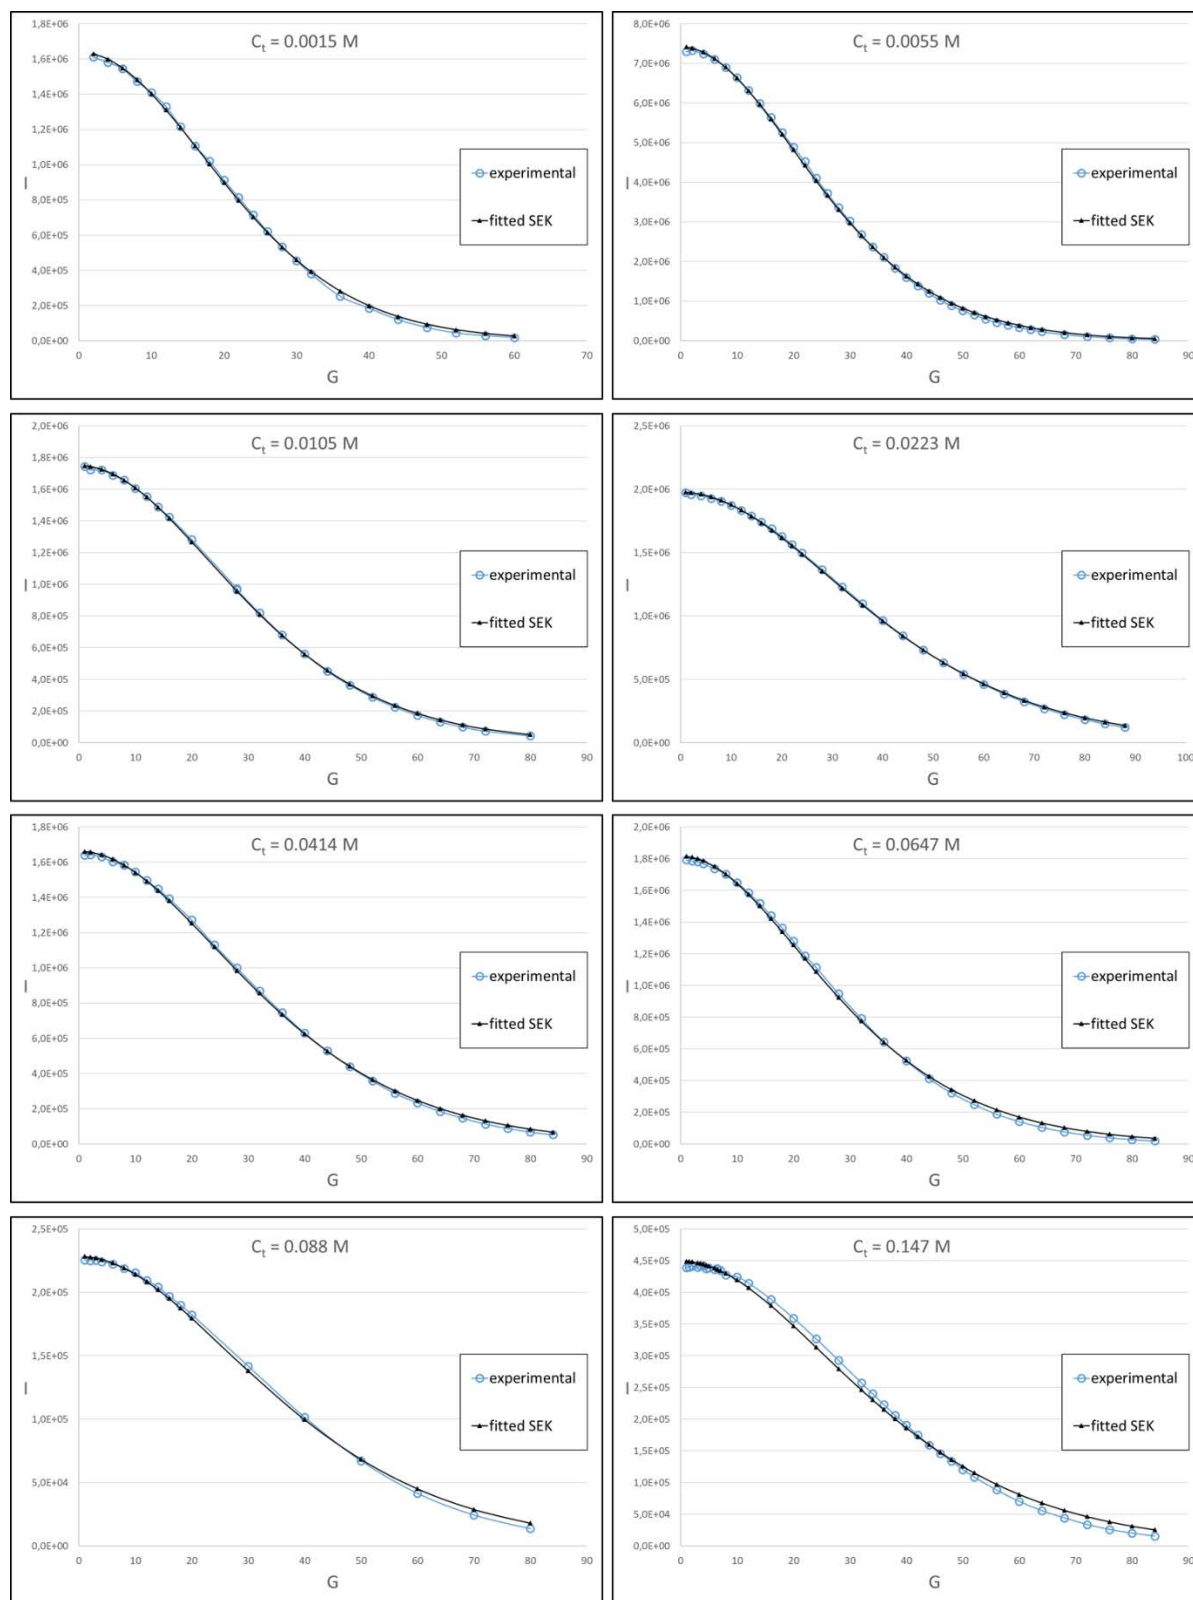 C_t = 0.0015 M
1,8E+06
1,6E+06
1,4E+06
1,2E+06
1,0E+06
8,0E+05
6,0E+05
4,0E+05
2,0E+05
0,0E+00
I
experimental
fitted SEK
0 10 20 30 40 50 60 70
G
C_t = 0.0055 M
8,0E+06
7,0E+06
6,0E+06
5,0E+06
4,0E+06
3,0E+06
2,0E+06
1,0E+06
0,0E+00
I
experimental
fitted SEK
0 10 20 30 40 50 60 70 80 90
G
C_t = 0.0105 M
2,0E+06
1,8E+06
1,6E+06
1,4E+06
1,2E+06
1,0E+06
8,0E+05
6,0E+05
4,0E+05
2,0E+05
0,0E+00
I
experimental
fitted SEK
0 10 20 30 40 50 60 70 80 90
G
C_t = 0.0223 M
2,5E+06
2,0E+06
1,5E+06
1,0E+06
5,0E+05
0,0E+00
I
experimental
fitted SEK
0 10 20 30 40 50 60 70 80 90 100
G
C_t = 0.0414 M
1,8E+06
1,6E+06
1,4E+06
1,2E+06
1,0E+06
8,0E+05
6,0E+05
4,0E+05
2,0E+05
0,0E+00
I
experimental
fitted SEK
0 10 20 30 40 50 60 70 80 90
G
C_t = 0.0647 M
2,0E+06
1,8E+06
1,6E+06
1,4E+06
1,2E+06
1,0E+06
8,0E+05
6,0E+05
4,0E+05
2,0E+05
0,0E+00
I
experimental
fitted SEK
0 10 20 30 40 50 60 70 80 90
G
C_t = 0.088 M
2,5E+05
2,0E+05
1,5E+05
1,0E+05
5,0E+04
0,0E+00
I
experimental
fitted SEK
0 10 20 30 40 50 60 70 80 90
G
C_t = 0.147 M
5,0E+05
4,5E+05
4,0E+05
3,5E+05
3,0E+05
2,5E+05
2,0E+05
1,5E+05
1,0E+05
5,0E+04
0,0E+00
I
experimental
fitted SEK
0 10 20 30 40 50 60 70 80 90
G